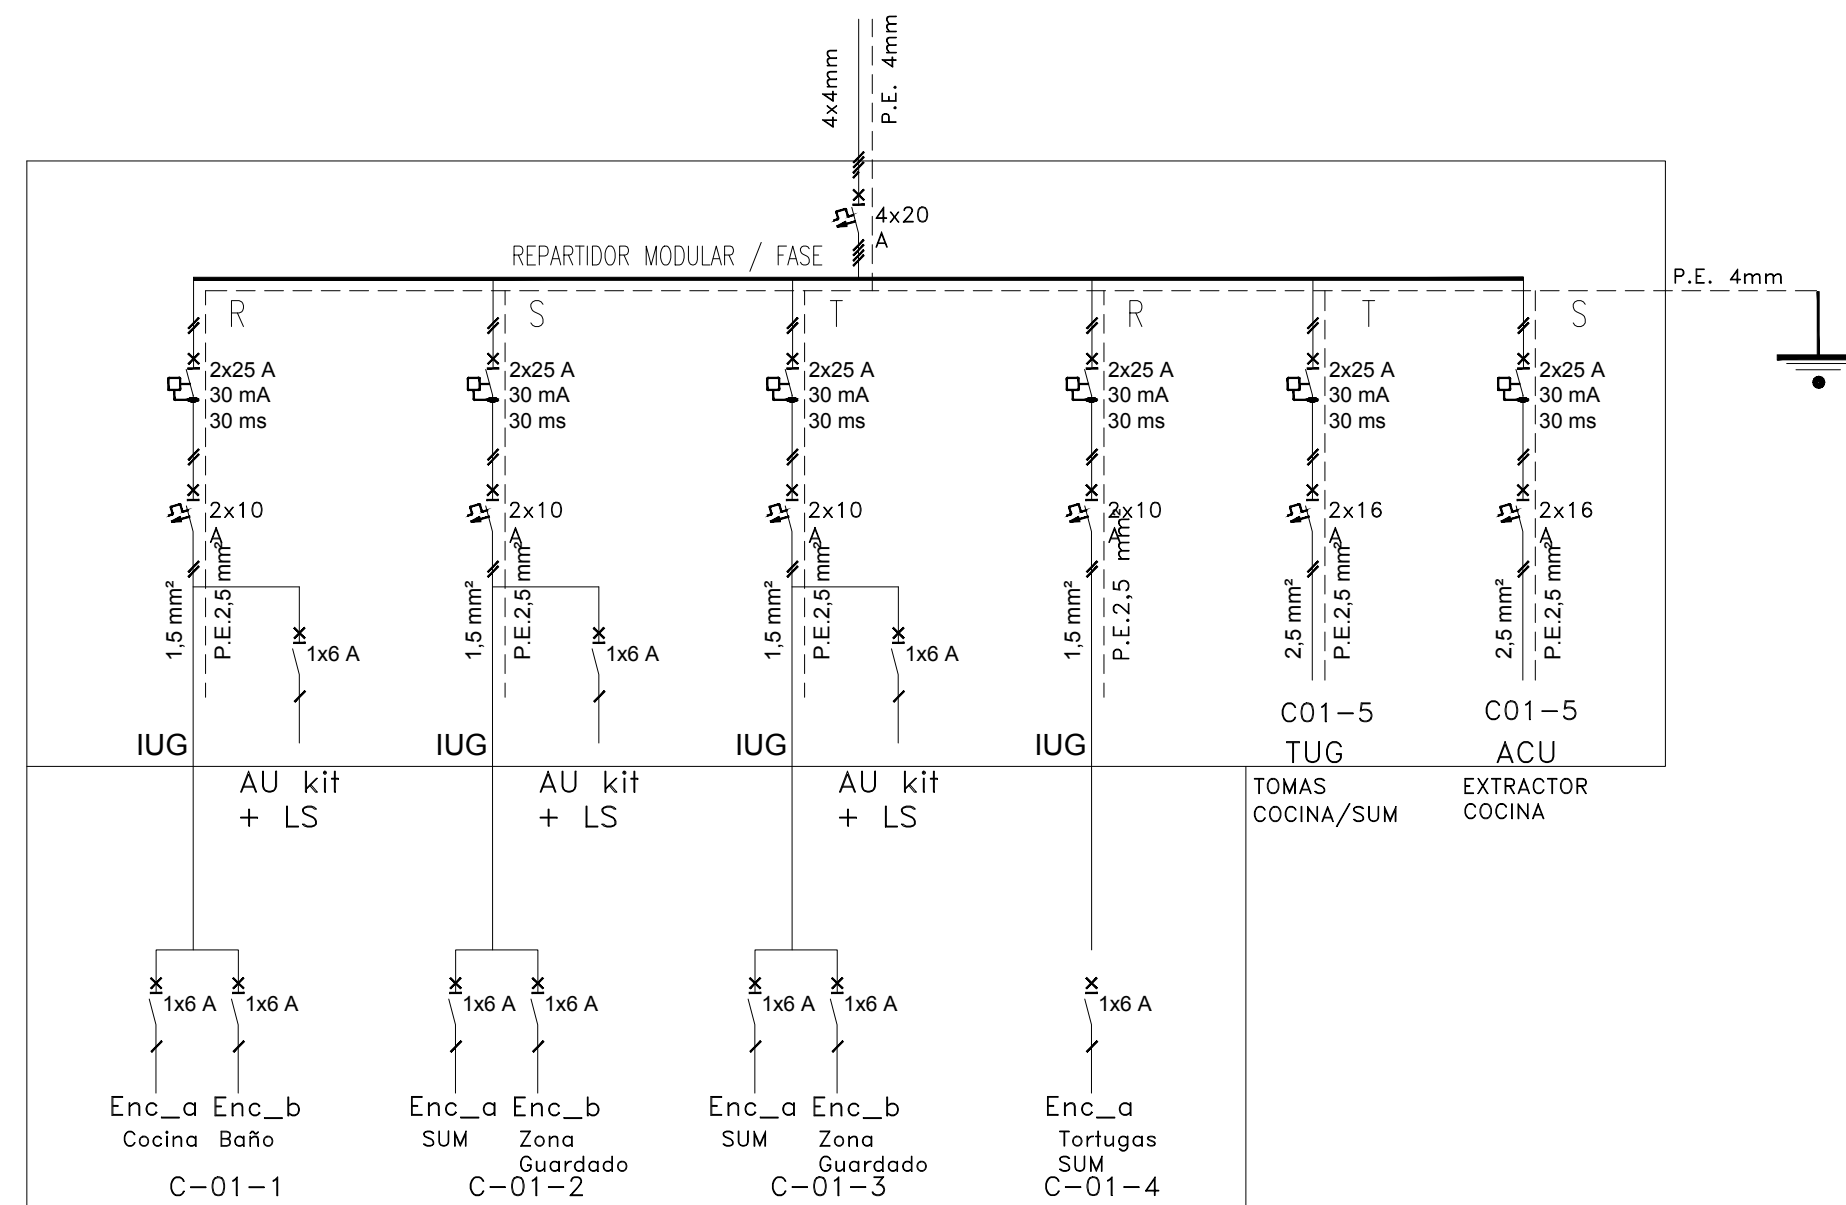 4x4mm
P.E. 4mm
4x20
A
REPARTIDOR MODULAR / FASE
P.E. 4mm
R
S
T
R
T
S
2x25 A
30 mA
30 ms
2x25 A
30 mA
30 ms
2x25 A
30 mA
30 ms
2x25 A
30 mA
30 ms
2x25 A
30 mA
30 ms
2x25 A
30 mA
30 ms
2x10
A
2x10
A
2x10
A
2x10
A
2x16
A
2x16
A
1,5 mm²
P.E.2,5 mm²
1,5 mm²
P.E.2,5 mm²
1,5 mm²
P.E.2,5 mm²
1,5 mm²
P.E.2,5 mm²
2,5 mm²
P.E.2,5 mm²
2,5 mm²
P.E.2,5 mm²
1x6 A
1x6 A
1x6 A
IUG
IUG
IUG
IUG
C01-5
TUG
C01-5
ACU
AU kit
+ LS
AU kit
+ LS
AU kit
+ LS
TOMAS
COCINA/SUM
EXTRACTOR
COCINA
1x6 A
1x6 A
1x6 A
1x6 A
1x6 A
1x6 A
1x6 A
Enc_a
Cocina
Enc_b
Baño
C-01-1
Enc_a
SUM
Enc_b
Zona
Guardado
C-01-2
Enc_a
SUM
Enc_b
Zona
Guardado
C-01-3
Enc_a
Tortugas
SUM
C-01-4